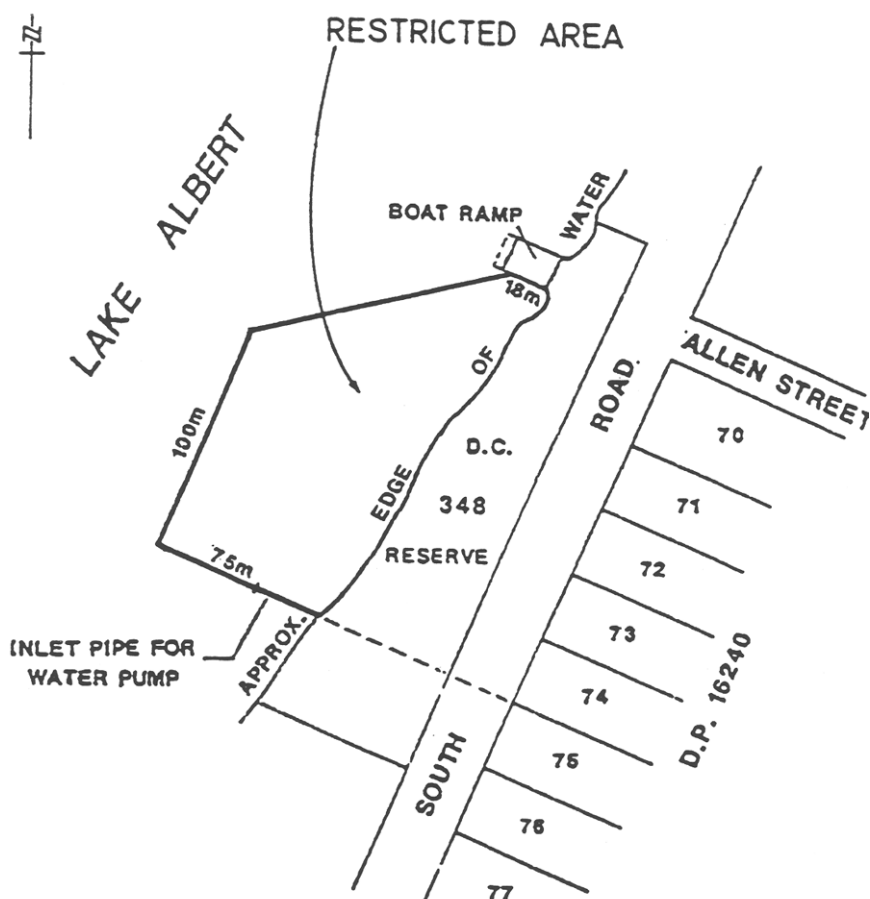 N
RESTRICTED AREA
LAKE ALBERT
BOAT RAMP
WATER
18m
ALLEN STREET
OF
ROAD
70
100m
D.C.
71
EDGE
348
RESERVE
72
75m
73
INLET PIPE FOR
WATER PUMP
APPROX.
74
D.P. 16240
75
SOUTH
76
77